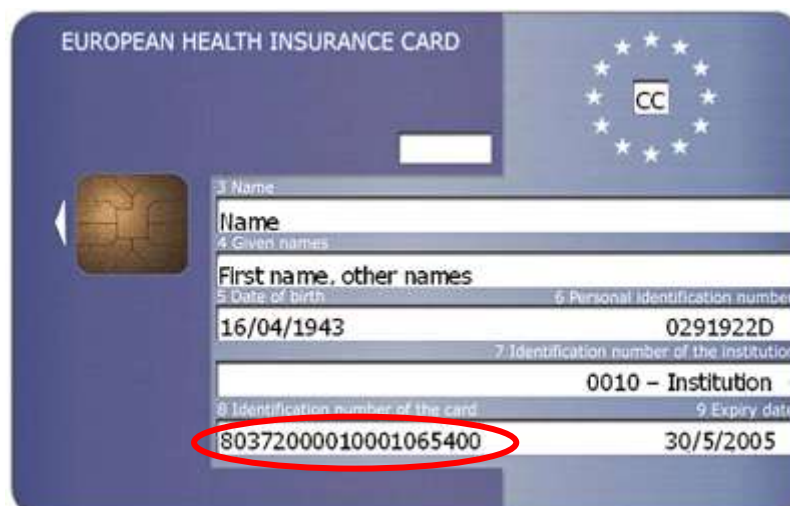 EUROPEAN HEALTH INSURANCE CARD
CC
3 Name
Name
4 Given names
First name, other names
5 Date of birth 6 Personal identification number
16/04/1943 0291922D
7 Identification number of the institution
0010 – Institution
8 Identification number of the card 9 Expiry date
80372000010001065400 30/5/2005